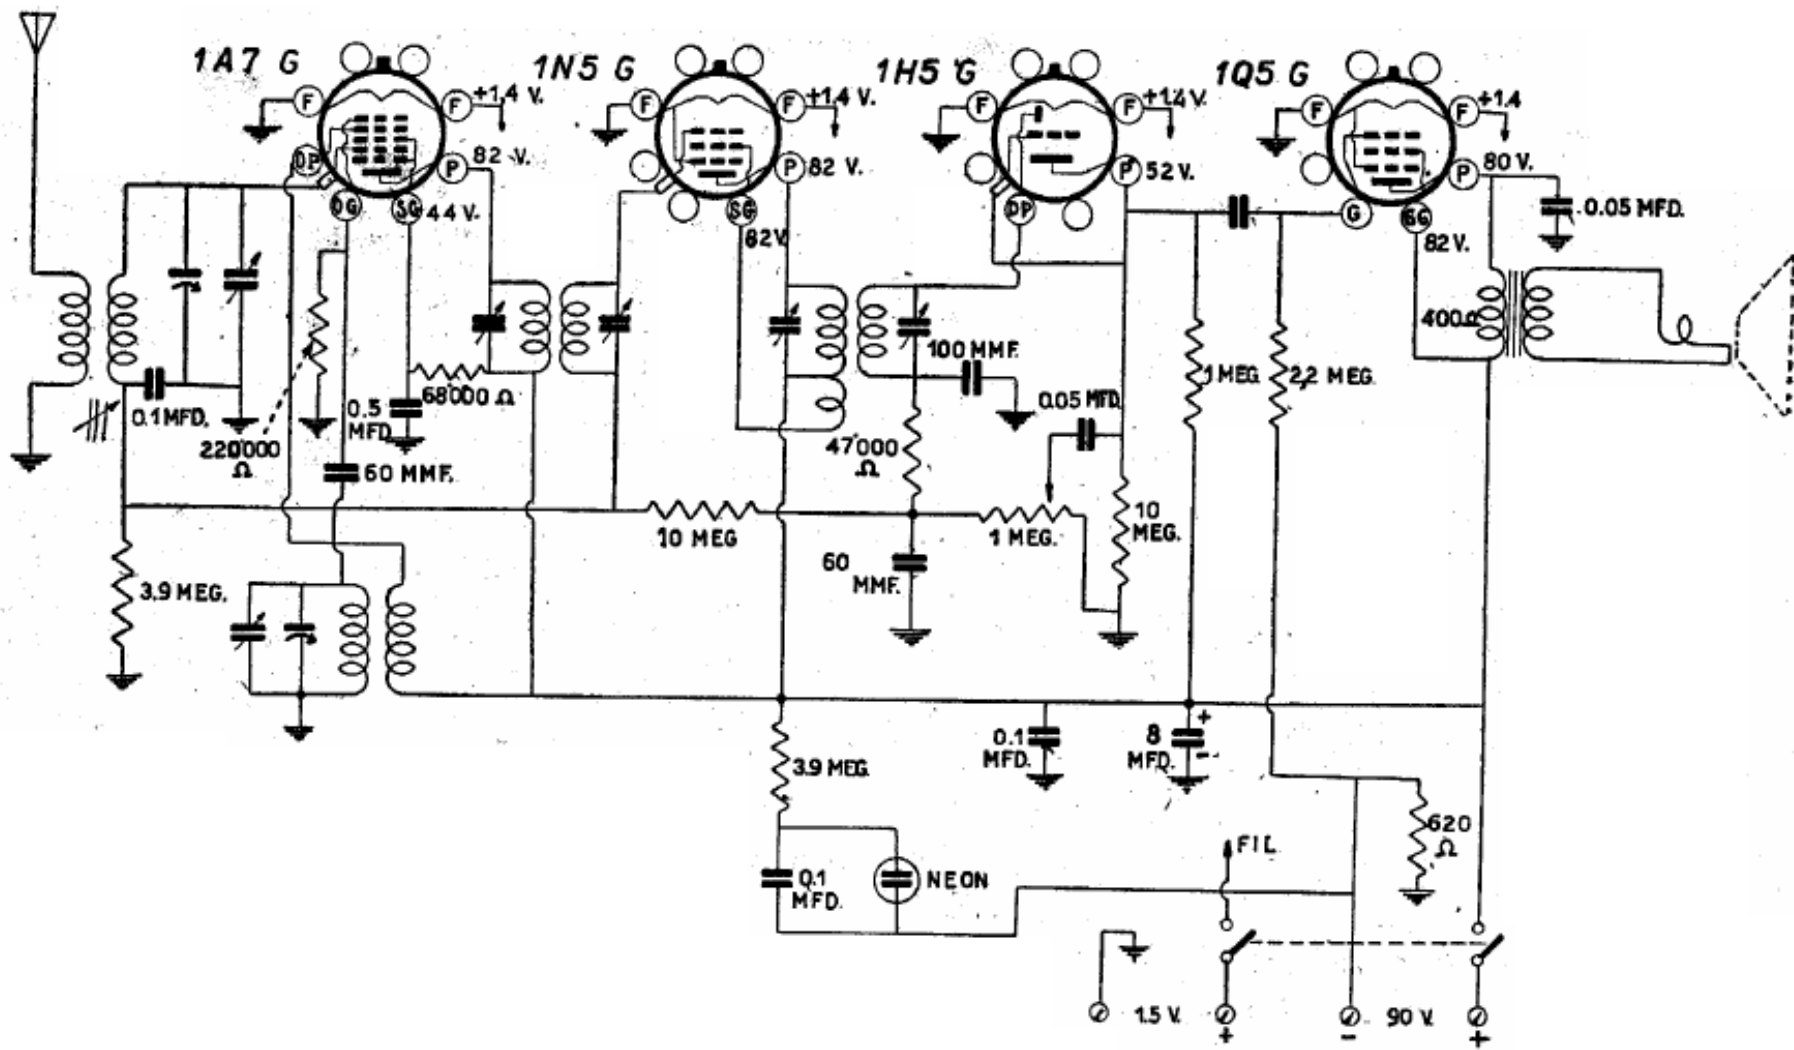 1A7 G
1N5 G
1H5 G
1Q5 G
F
F
+1.4 V.
F
F
+1.4 V.
F
F
+1.4 V.
F
F
+1.4
DP
P
82 V.
P
82 V.
P
52 V.
P
80 V.
DG
SG
44 V.
SG
82 V.
DP
G
SG
82 V.
0.05 MFD.
400Ω
0.1 MFD.
220000
Ω
0.5
MFD
68000 Ω
60 MMF.
100 MMF.
0.05 MFD.
1 MEG.
2,2 MEG.
47000
Ω
10 MEG
1 MEG.
10
MEG.
60
MMF.
3.9 MEG.
3.9 MEG.
0.1
MFD.
8
MFD.
+
-
620
Ω
0.1
MFD.
NEON
FIL
1.5 V.
+
-
90 V.
+